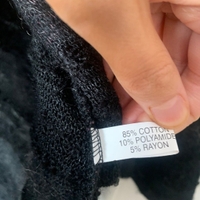 85% COTTON
10% POLYAMIDE
5% RAYON